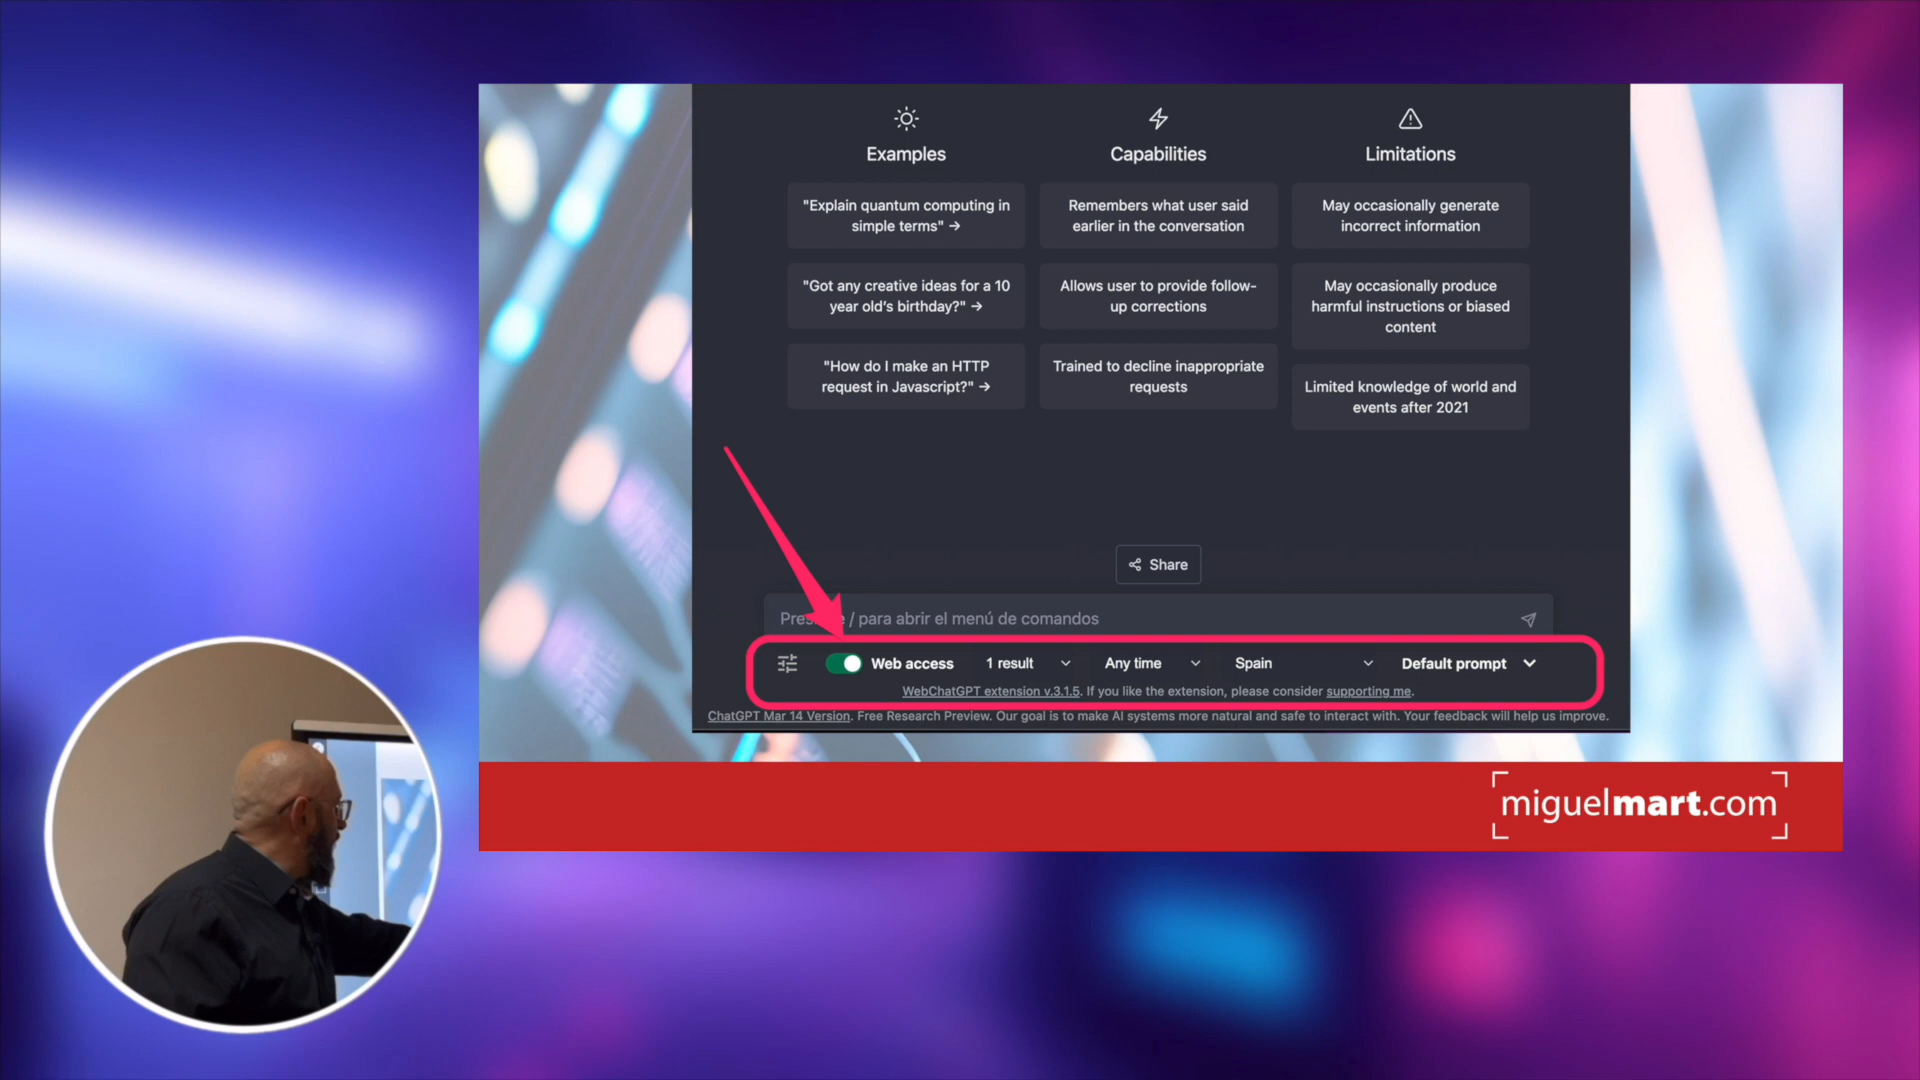 Examples
Capabilities
Limitations
"Explain quantum computing in
simple terms" →
Remembers what user said
earlier in the conversation
May occasionally generate
incorrect information
"Got any creative ideas for a 10
year old's birthday?" →
Allows user to provide follow-
up corrections
May occasionally produce
harmful instructions or biased
content
"How do I make an HTTP
request in Javascript?" →
Trained to decline inappropriate
requests
Limited knowledge of world and
events after 2021
Share
/ para abrir el menú de comandos
Web access
1 result
Any time
Spain
Default prompt
WebChatGPT extension v.3.1.5. If you like the extension, please consider supporting me.
ChatGPT Mar 14 Version. Free Research Preview. Our goal is to make AI systems more natural and safe to interact with. Your feedback will help us improve.
miguelmart.com